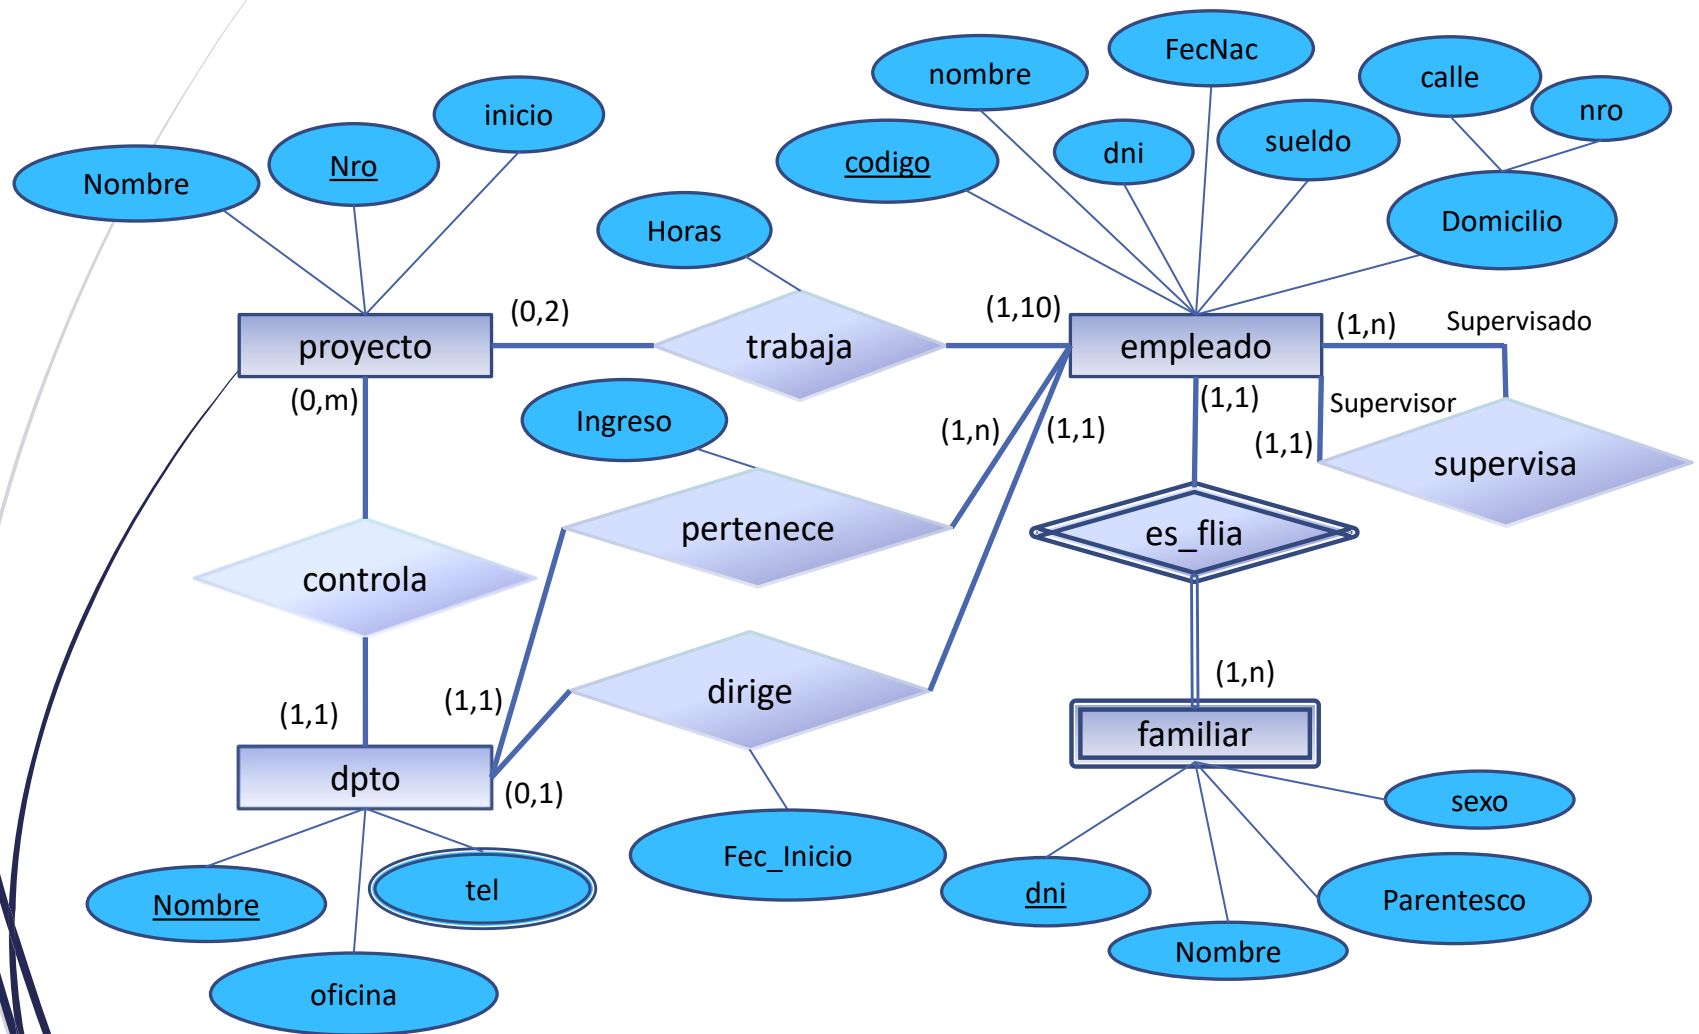 FecNac
nombre
calle
inicio
nro
Nombre
Nro
codigo
dni
sueldo
Horas
Domicilio
(0,2)
(1,10)
(1,n)
Supervisado
proyecto
trabaja
empleado
(0,m)
(1,1)
Supervisor
Ingreso
(1,n)
(1,1)
(1,1)
supervisa
pertenece
es_flia
controla
(1,n)
dirige
(1,1)
(1,1)
familiar
dpto
(0,1)
sexo
Fec_Inicio
Nombre
tel
dni
Parentesco
Nombre
oficina